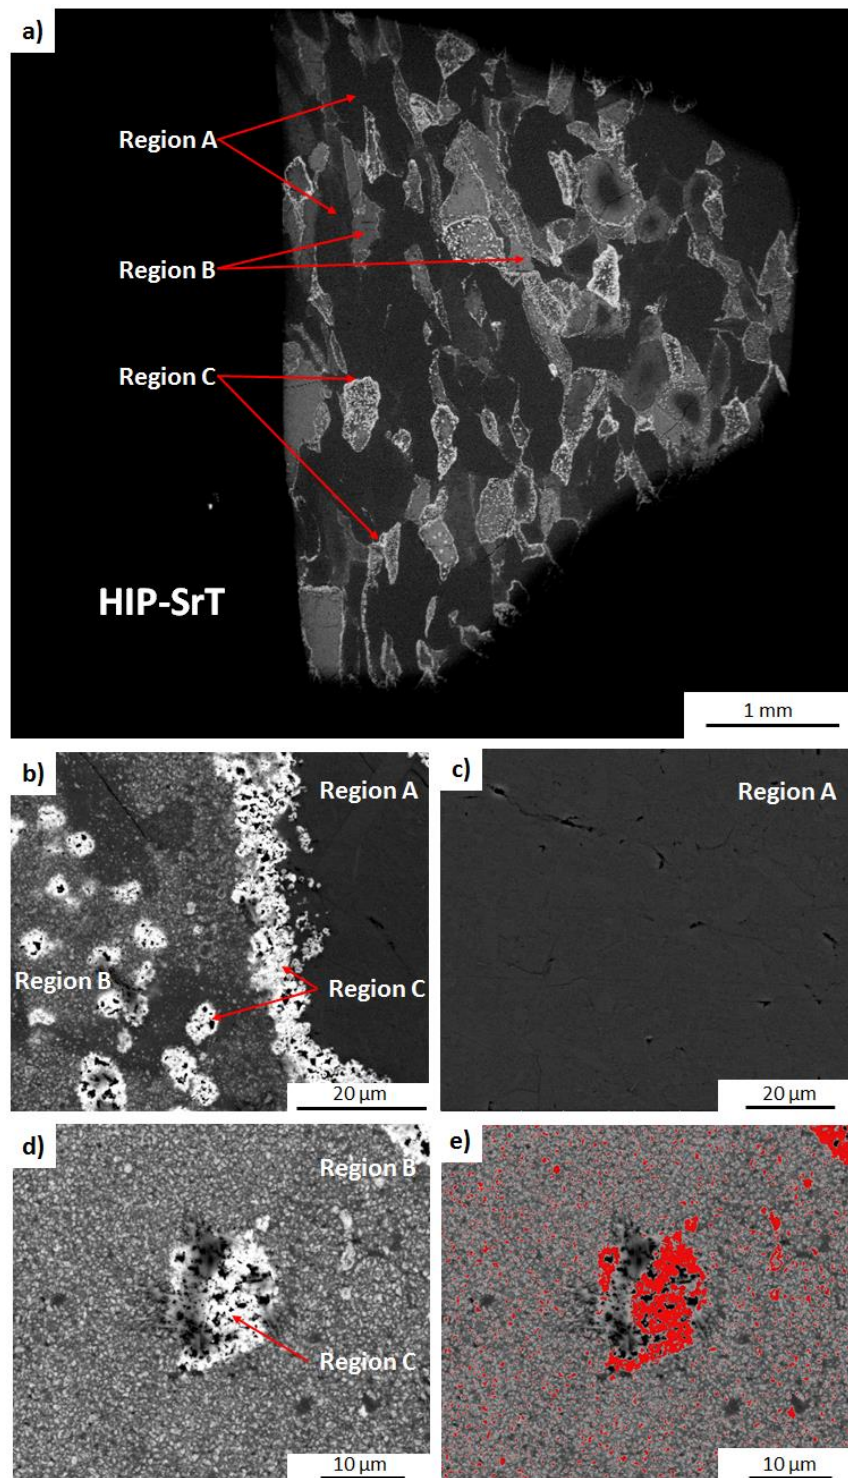 a)
Region A
Region B
Region C
HIP-SrT
1 mm
b)
Region A
Region B
Region C
20 µm
c)
Region A
20 µm
d)
Region B
Region C
10 µm
e)
10 µm